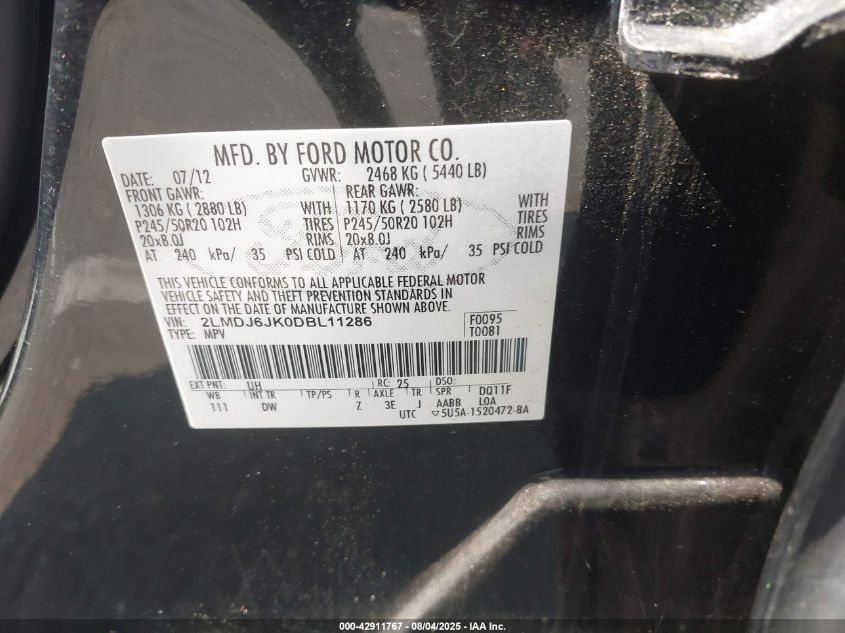 MFD. BY FORD MOTOR CO.
DATE: 07/12 GVWR: 2468 KG ( 5440 LB)
FRONT GAWR: REAR GAWR:
1306 KG ( 2880 LB) WITH 1170 KG ( 2580 LB) WITH
P245/50R20 102H TIRES P245/50R20 102H TIRES
20x8.0J RIMS 20x8.0J RIMS
AT 240 kPa/ 35 PSI COLD AT 240 kPa/ 35 PSI COLD
THIS VEHICLE CONFORMS TO ALL APPLICABLE FEDERAL MOTOR
VEHICLE SAFETY AND THEFT PREVENTION STANDARDS IN
EFFECT ON THE DATE OF MANUFACTURE SHOWN ABOVE.
VIN: 2LMDJ6JK0DBL11286 F0095
TYPE: MPV T0081
EXT PNT: UH RC: 25 DSO:
WB INT TR TP/PS R AXLE TR SPR DQ11F
111 DW Z 3E J AABB LOA
UTC ▽5U5A-1520472-BA
000-42911767 - 08/04/2025 - IAA Inc.